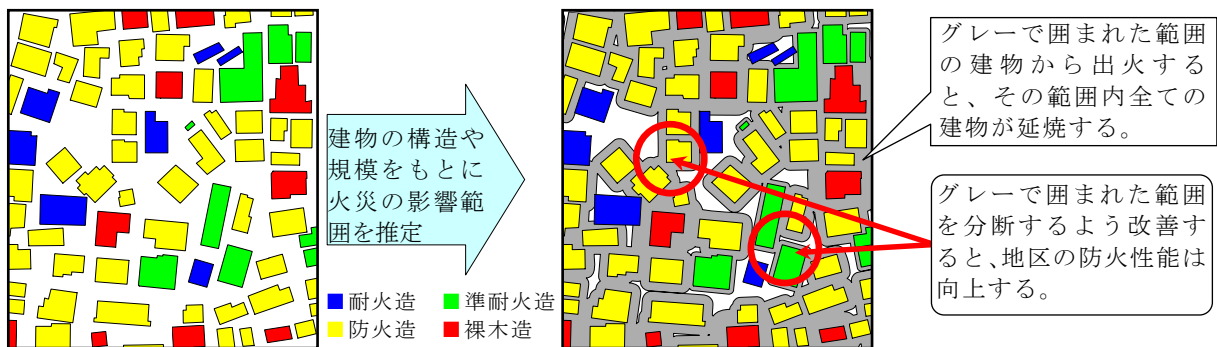 建物の構造や
規模をもとに
火災の影響範
囲を推定
耐火造
準耐火造
防火造
裸木造
グレーで囲まれた範囲
の建物から出火する
と、その範囲内全ての
建物が延焼する。
グレーで囲まれた範囲
を分断するよう改善す
ると、地区の防火性能は
向上する。